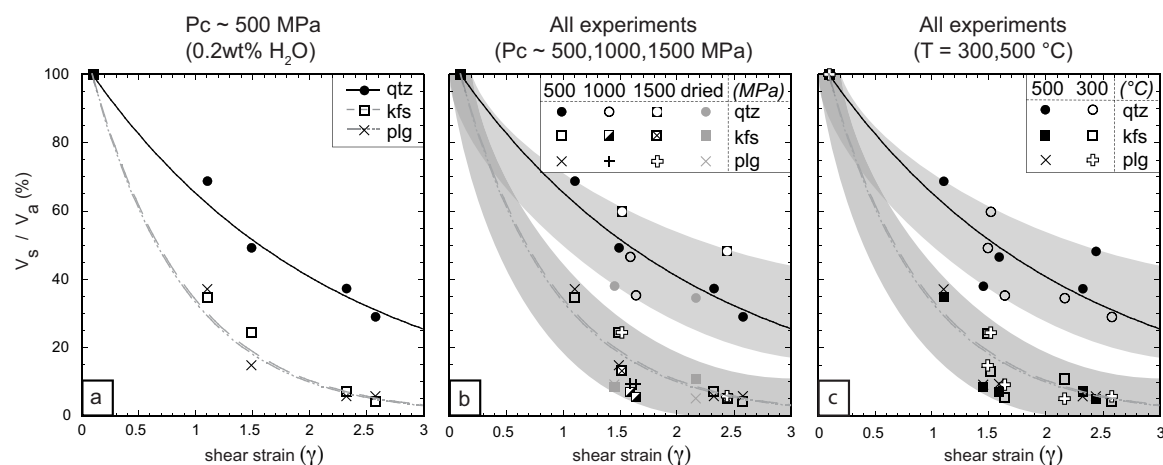 Pc ~ 500 MPa
(0.2wt% H₂O)
All experiments
(Pc ~ 500,1000,1500 MPa)
All experiments
(T = 300,500 °C)
V_s / V_a (%)
100
80
60
40
20
0
qtz
kfs
plg
a
0 0.5 1 1.5 2 2.5 3
shear strain (γ)
500 1000 1500 dried (MPa)
qtz
kfs
plg
b
0.5 1 1.5 2 2.5 3
shear strain (γ)
500 300 (°C)
qtz
kfs
plg
c
0 0.5 1 1.5 2 2.5 3
shear strain (γ)